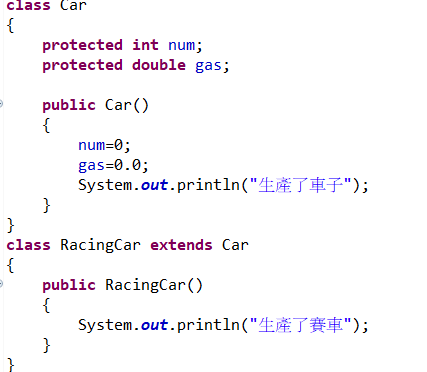 class Car
{
    protected int num;
    protected double gas;

    public Car()
    {
        num=0;
        gas=0.0;
        System.out.println("生產了車子");
    }
}
class RacingCar extends Car
{
    public RacingCar()
    {
        System.out.println("生產了賽車");
    }
}